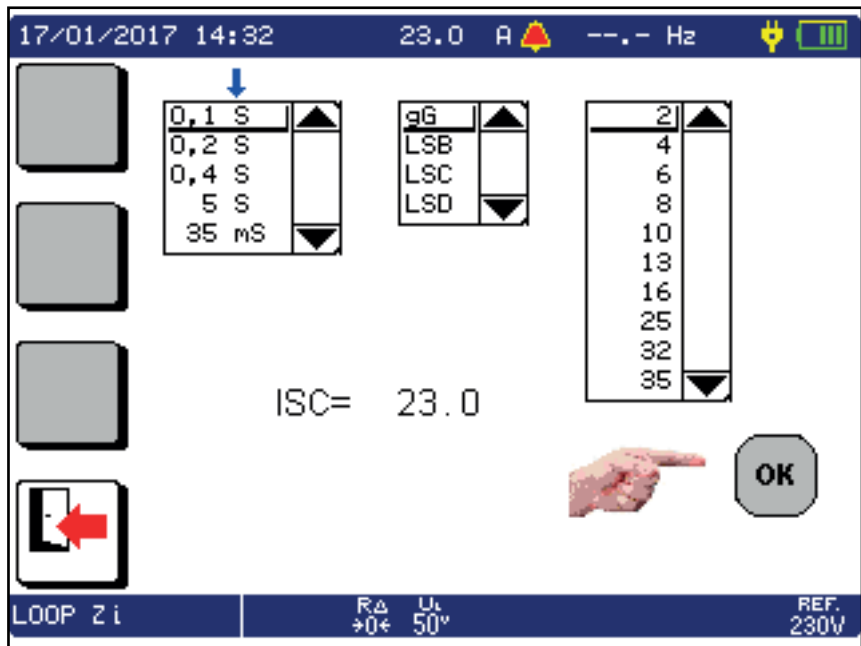 17/01/2017 14:32 23.0 A --.- Hz
0,1 S
0,2 S
0,4 S
5 S
35 mS
gG
LSB
LSC
LSD
2
4
6
8
10
13
16
25
32
35
ISC= 23.0
OK
LOOP Zi
RΔ
→0←
UL
50v
REF.
230V